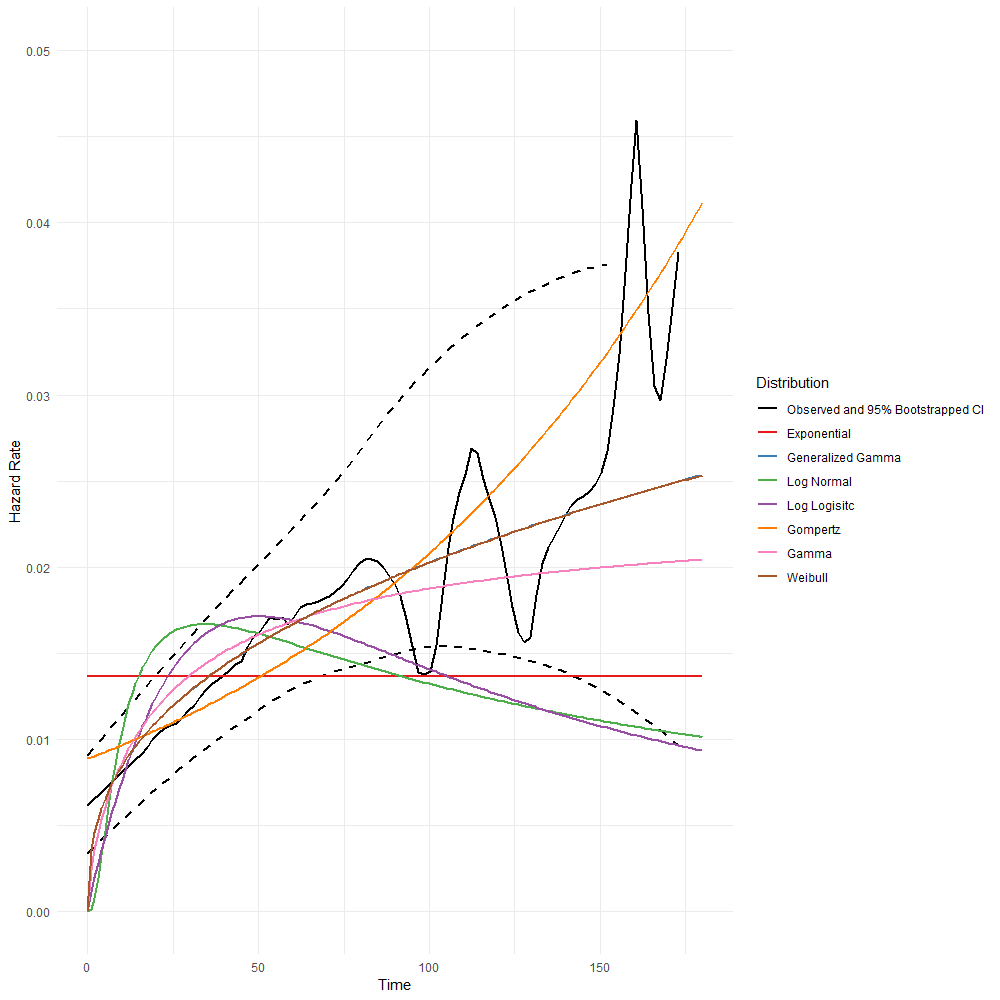 0.05
0.04
0.03
0.02
0.01
0.00
Hazard Rate
0
50
100
150
Time
Distribution
Observed and 95% Bootstrapped CI
Exponential
Generalized Gamma
Log Normal
Log Logisitc
Gompertz
Gamma
Weibull